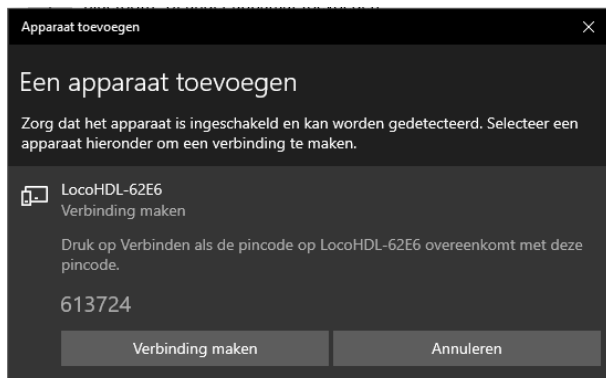 Apparaat toevoegen
Een apparaat toevoegen
Zorg dat het apparaat is ingeschakeld en kan worden gedetecteerd. Selecteer een
apparaat hieronder om een verbinding te maken.
LocoHDL-62E6
Verbinding maken
Druk op Verbinden als de pincode op LocoHDL-62E6 overeenkomt met deze
pincode.
613724
Verbinding maken
Annuleren